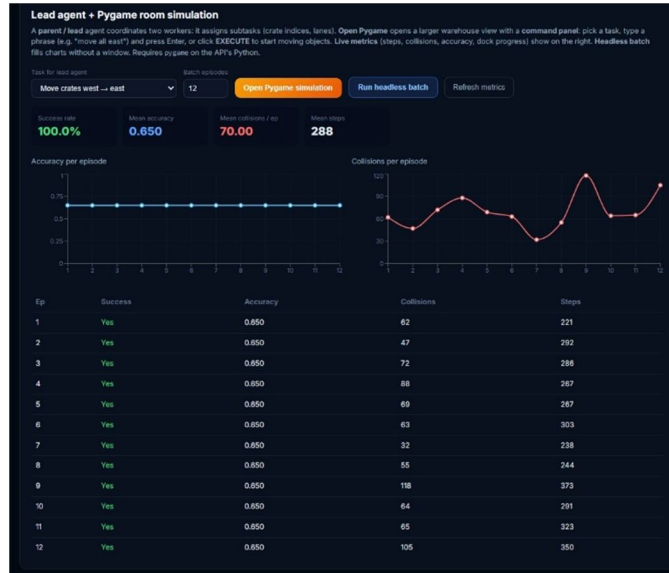 Lead agent + Pygame room simulation
A parent / lead agent coordinates two workers: it assigns subtasks (crate indices, lanes). Open Pygame opens a larger warehouse view with a command panel: pick a task, type a
phrase (e.g. "move all east") and press Enter, or click EXECUTE to start moving objects. Live metrics (steps, collisions, accuracy, dock progress) show on the right. Headless batch
fills charts without a window. Requires pygame on the API's Python.
Task for lead agent Batch episodes
Move crates west → east 12 Open Pygame simulation Run headless batch Refresh metrics
Success rate Mean accuracy Mean collisions / ep Mean steps
100.0% 0.650 70.00 288
Accuracy per episode Collisions per episode
1 120
0.75 90
0.5 60
0.25 30
0 0
1 2 3 4 5 6 7 8 9 10 11 12 1 2 3 4 5 6 7 8 9 10 11 12
Ep Success Accuracy Collisions Steps
1 Yes 0.650 62 221
2 Yes 0.650 47 292
3 Yes 0.650 72 286
4 Yes 0.650 88 267
5 Yes 0.650 69 267
6 Yes 0.650 63 303
7 Yes 0.650 32 238
8 Yes 0.650 55 244
9 Yes 0.650 118 373
10 Yes 0.650 64 291
11 Yes 0.650 65 323
12 Yes 0.650 105 350